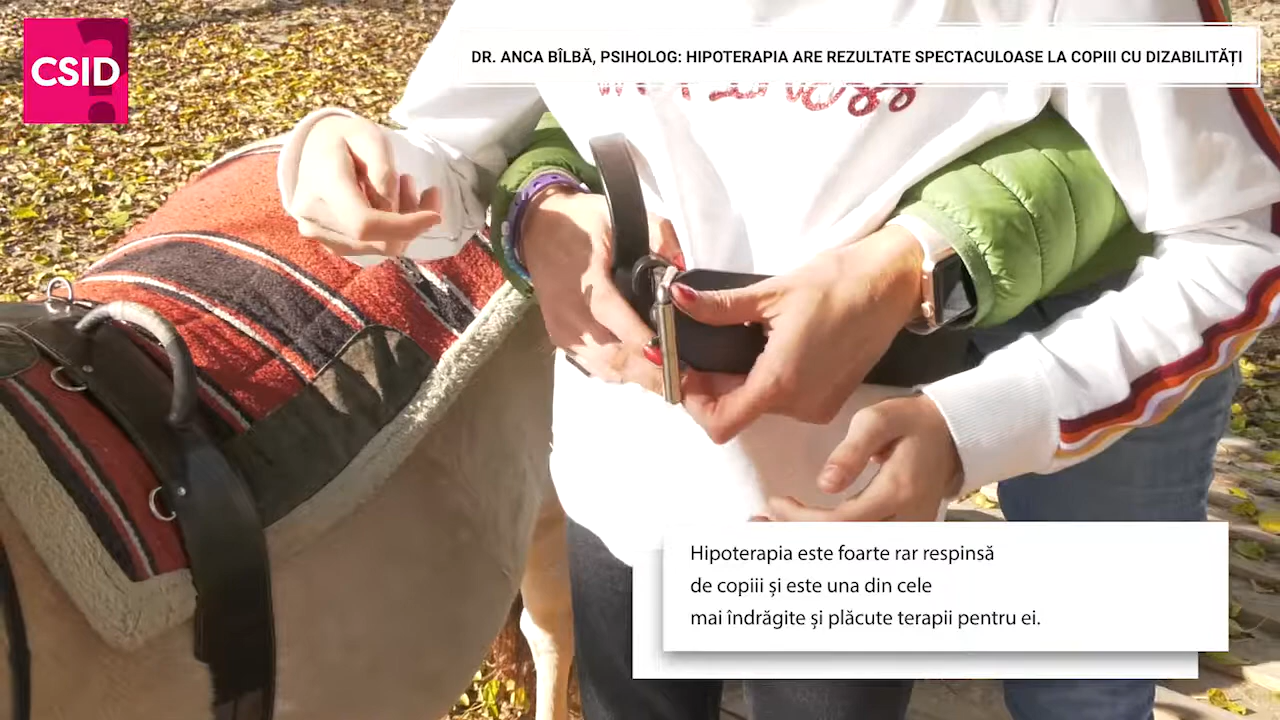 CSID
DR. ANCA BÎLBĂ, PSIHOLOG: HIPOTERAPIA ARE REZULTATE SPECTACULOASE LA COPIII CU DIZABILITĂȚI
Hipoterapia este foarte rar respinsă
de copiii și este una din cele
mai îndrăgite și plăcute terapii pentru ei.